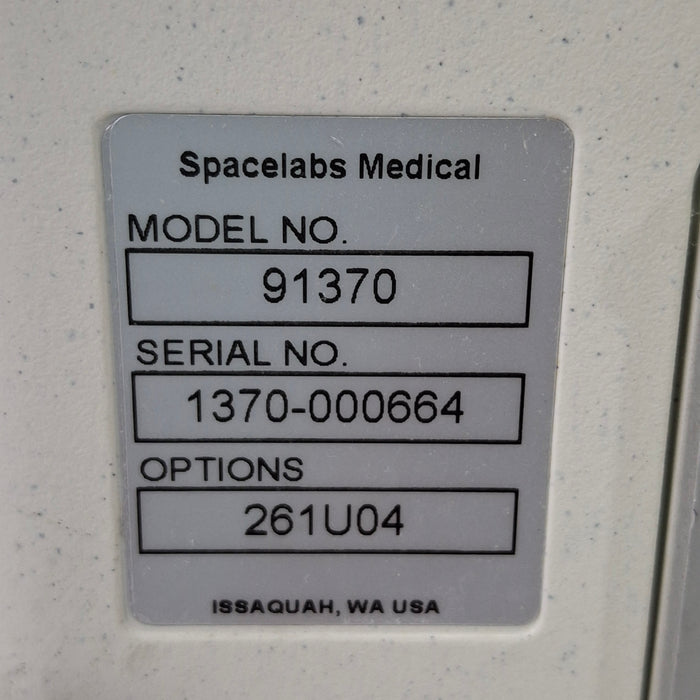 Spacelabs Medical
MODEL NO.
91370
SERIAL NO.
1370-000664
OPTIONS
261U04
ISSAQUAH, WA USA